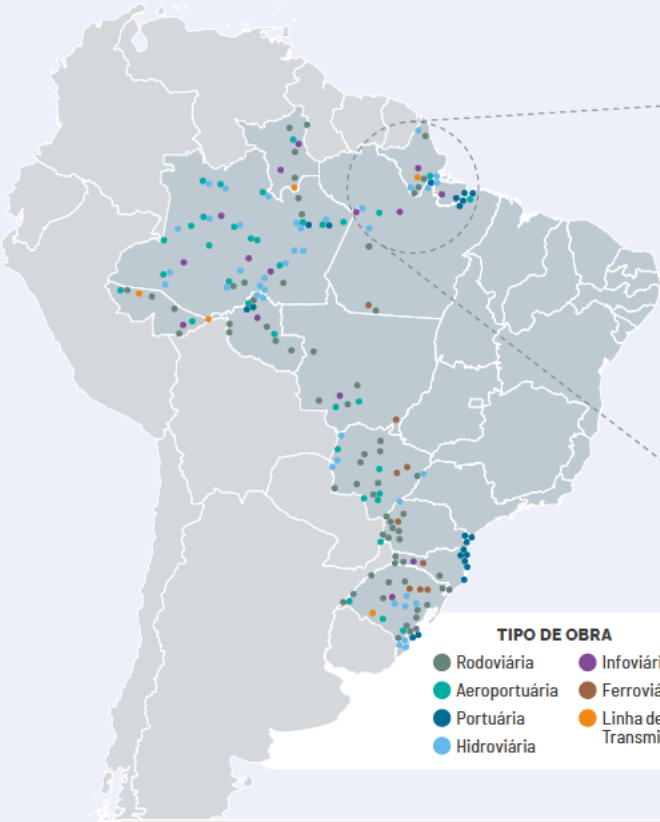 TIPO DE OBRA
Rodoviária
Aeroportuária
Portuária
Hidroviária
Infoviári
Ferroviá
Linha de
Transmi